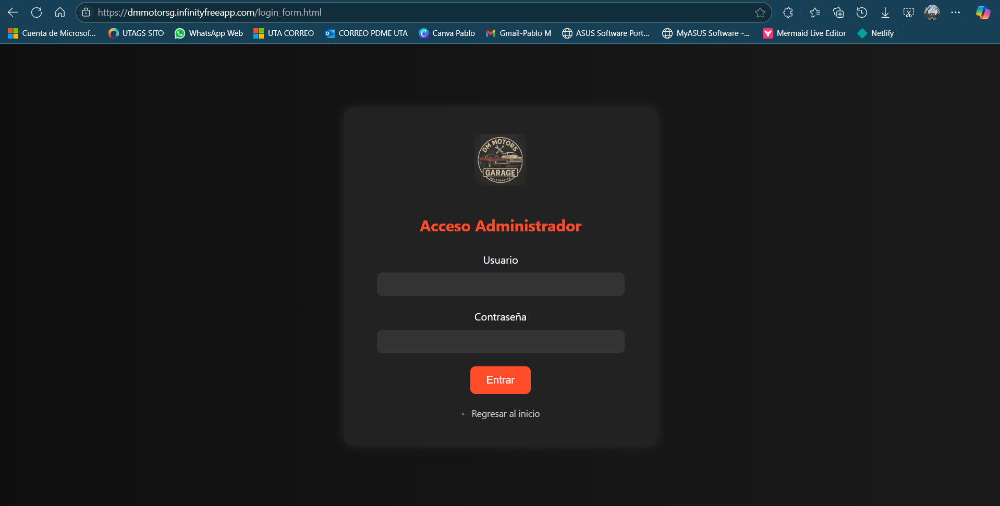 https://dmmotorsg.infinityfreeapp.com/login_form.html
Cuenta de Microsof...
UTAGS SITO
WhatsApp Web
UTA CORREO
CORREO PDME UTA
Canva Pablo
Gmail-Pablo M
ASUS Software Port...
MyASUS Software -...
Mermaid Live Editor
Netlify
DM MOTORS
GARAGE
RESTORATION
Acceso Administrador
Usuario
Contraseña
Entrar
← Regresar al inicio